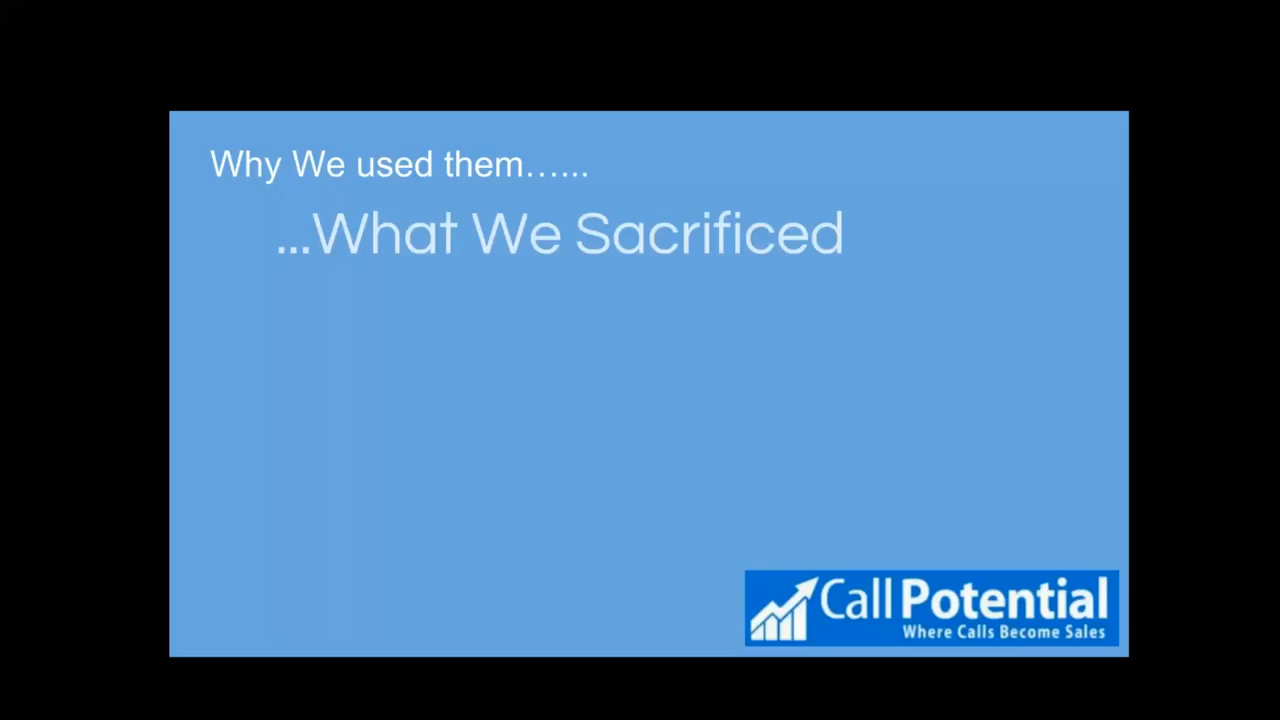 Why We used them…...
...What We Sacrificed
Call Potential
Where Calls Become Sales